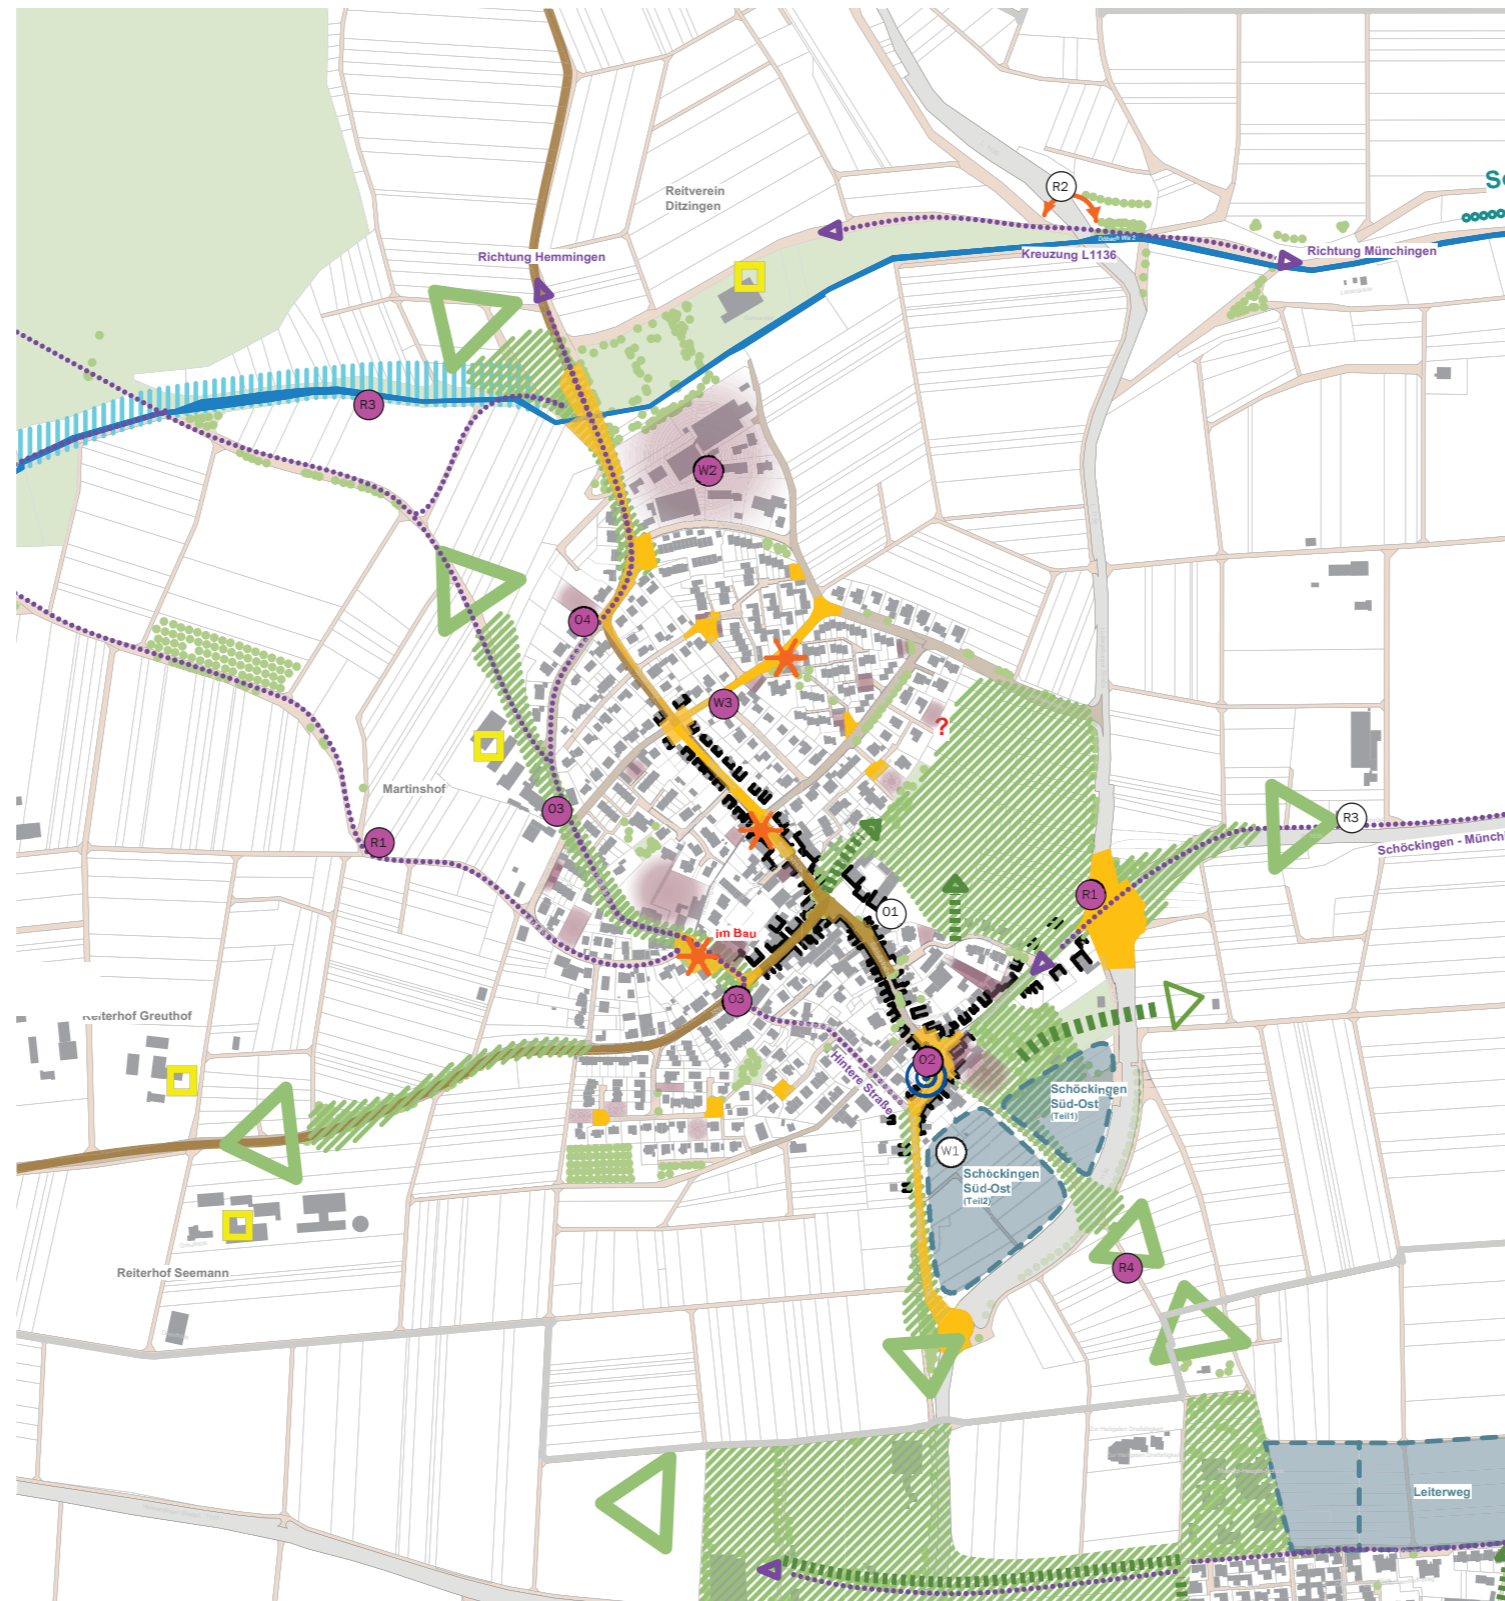 Reitverein
Ditzingen
R2
Richtung Hemmingen
Kreuzung L1136
Richtung Münchingen
R3
W2
O4
W3
?
Martinshof
O3
R1
R3
Schöckingen - Münch
R1
O1
im Bau
O3
Reiterhof Greuthof
O2
Hintere Straße
Schöckingen
Süd-Ost
(Teil1)
W1
Schöckingen
Süd-Ost
(Teil2)
R4
Reiterhof Seemann
Leiterweg